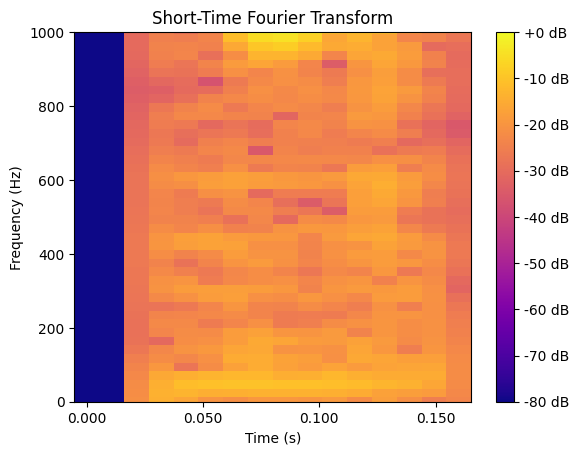 Short-Time Fourier Transform
1000
800
600
400
200
0
Frequency (Hz)
0.000
0.050
0.100
0.150
Time (s)
+0 dB
-10 dB
-20 dB
-30 dB
-40 dB
-50 dB
-60 dB
-70 dB
-80 dB